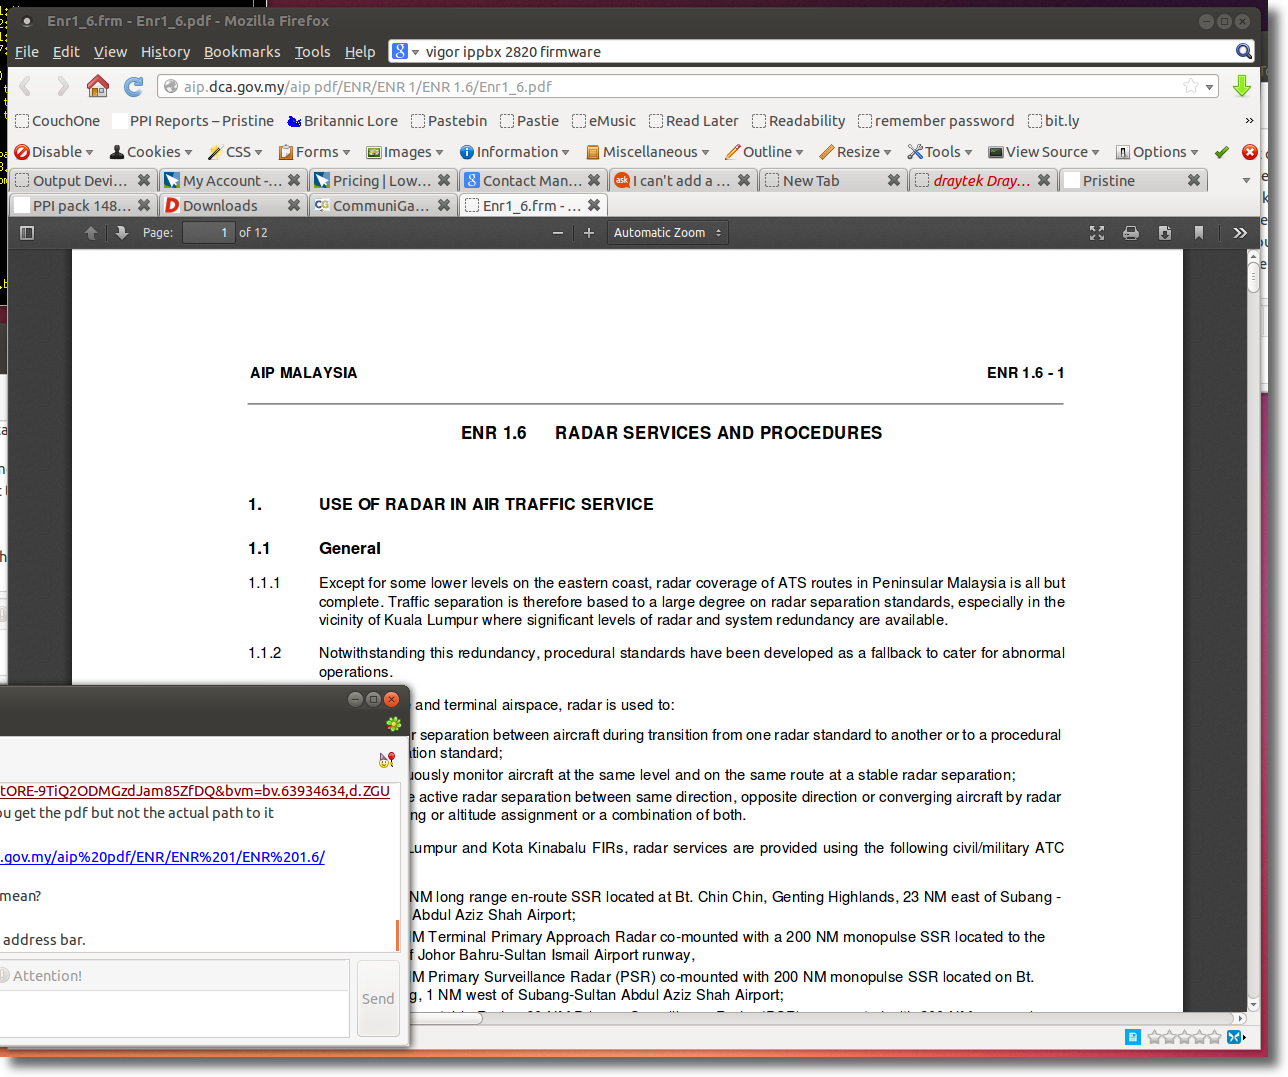 Enr1_6.frm - Enr1_6.pdf - Mozilla Firefox
File Edit View History Bookmarks Tools Help vigor ippbx 2820 firmware
aip.dca.gov.my/aip pdf/ENR/ENR 1/ENR 1.6/Enr1_6.pdf
CouchOne PPI Reports – Pristine Britannic Lore Pastebin Pastie eMusic Read Later Readability remember password bit.ly »
Disable Cookies CSS Forms Images Information Miscellaneous Outline Resize Tools View Source Options
Output Devi... My Account -... Pricing | Low... Contact Man... ask I can't add a ... New Tab draytek Dray... Pristine
PPI pack 148... Downloads CommuniGa... Enr1_6.frm - ...
Page: 1 of 12 Automatic Zoom
AIP MALAYSIA ENR 1.6 - 1
ENR 1.6 RADAR SERVICES AND PROCEDURES
1. USE OF RADAR IN AIR TRAFFIC SERVICE
1.1 General
1.1.1 Except for some lower levels on the eastern coast, radar coverage of ATS routes in Peninsular Malaysia is all but
complete. Traffic separation is therefore based to a large degree on radar separation standards, especially in the
vicinity of Kuala Lumpur where significant levels of radar and system redundancy are available.
1.1.2 Notwithstanding this redundancy, procedural standards have been developed as a fallback to cater for abnormal
operations.
and terminal airspace, radar is used to:
separation between aircraft during transition from one radar standard to another or to a procedural
tion standard;
uously monitor aircraft at the same level and on the same route at a stable radar separation;
active radar separation between same direction, opposite direction or converging aircraft by radar
ng or altitude assignment or a combination of both.
umpur and Kota Kinabalu FIRs, radar services are provided using the following civil/military ATC
NM long range en-route SSR located at Bt. Chin Chin, Genting Highlands, 23 NM east of Subang -
Abdul Aziz Shah Airport;
M Terminal Primary Approach Radar co-mounted with a 200 NM monopulse SSR located to the
f Johor Bahru-Sultan Ismail Airport runway,
M Primary Surveillance Radar (PSR) co-mounted with 200 NM monopulse SSR located on Bt.
g, 1 NM west of Subang-Sultan Abdul Aziz Shah Airport;
tORE-9TiQ2ODMGzdJam85ZfDQ&bvm=bv.63934634,d.ZGU
ou get the pdf but not the actual path to it
.gov.my/aip%20pdf/ENR/ENR%201/ENR%201.6/
mean?
address bar.
Attention!
Send